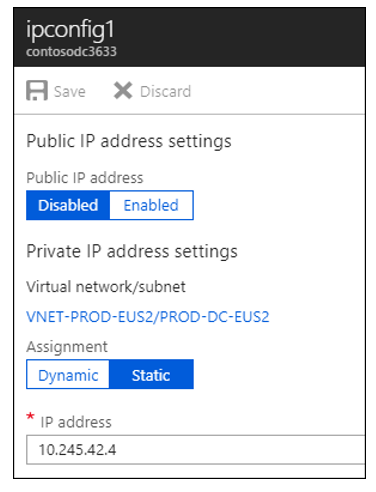 ipconfig1
contosodc3633
Save Discard
Public IP address settings
Public IP address
Disabled Enabled
Private IP address settings
Virtual network/subnet
VNET-PROD-EUS2/PROD-DC-EUS2
Assignment
Dynamic Static
* IP address
10.245.42.4